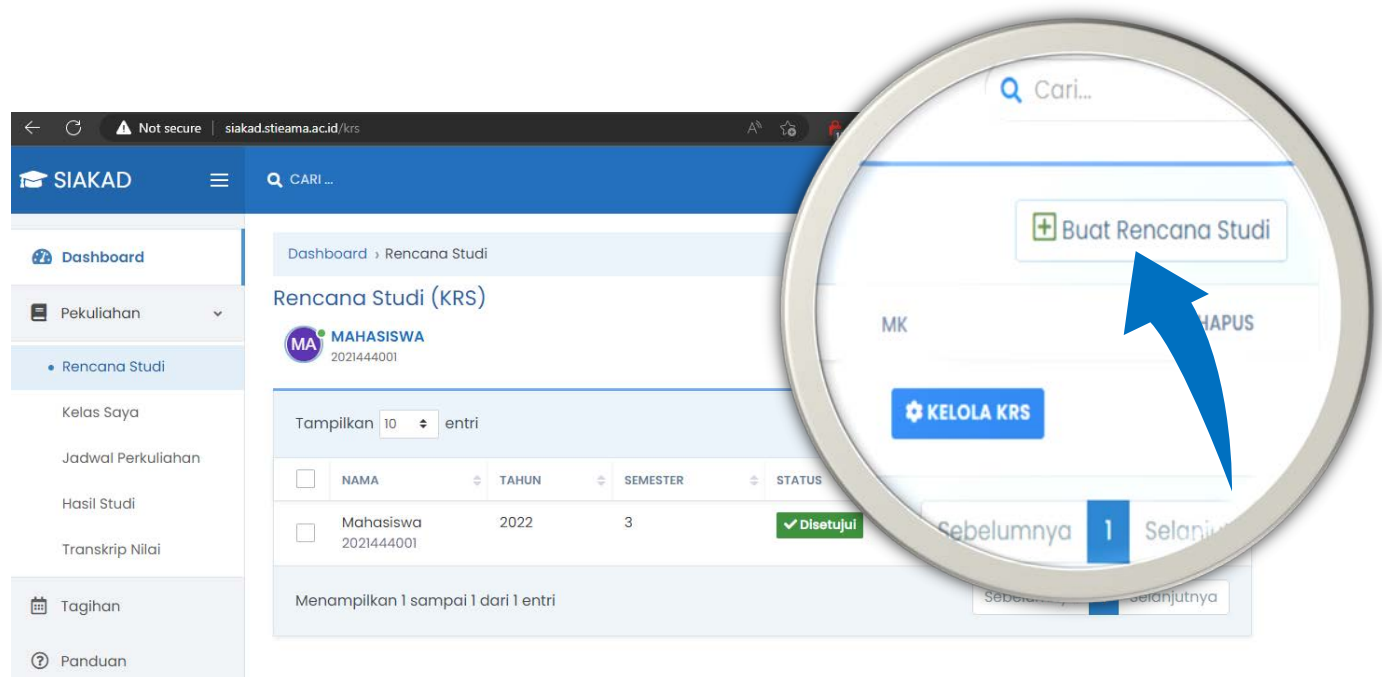 Cari...
Not secure | siakad.stieama.ac.id/krs
SIAKAD
CARI ...
Buat Rencana Studi
Dashboard
Dashboard › Rencana Studi
Rencana Studi (KRS)
Pekuliahan
MA
MAHASISWA
2021444001
MK
HAPUS
Rencana Studi
Kelas Saya
Tampilkan 10 entri
KELOLA KRS
Jadwal Perkuliahan
NAMA TAHUN SEMESTER STATUS
Hasil Studi
Mahasiswa 2022 3 Disetujui
2021444001
Sebelumnya 1 Selanju
Transkrip Nilai
Tagihan
Menampilkan 1 sampai 1 dari 1 entri
Selanjutnya
Panduan